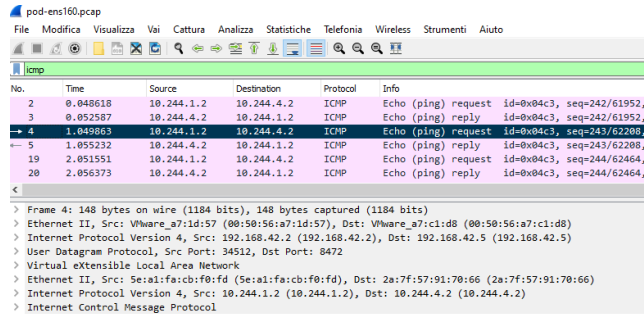 pod-ens160.pcap
File Modifica Visualizza Vai Cattura Analizza Statistiche Telefonia Wireless Strumenti Aiuto
icmp
No. Time Source Destination Protocol Info
2 0.048618 10.244.1.2 10.244.4.2 ICMP Echo (ping) request id=0x04c3, seq=242/61952,
3 0.052587 10.244.1.2 10.244.4.2 ICMP Echo (ping) reply id=0x04c3, seq=242/61952,
4 1.049863 10.244.1.2 10.244.4.2 ICMP Echo (ping) request id=0x04c3, seq=243/62208,
5 1.055232 10.244.1.2 10.244.4.2 ICMP Echo (ping) reply id=0x04c3, seq=243/62208,
19 2.051551 10.244.1.2 10.244.4.2 ICMP Echo (ping) request id=0x04c3, seq=244/62464,
20 2.056373 10.244.1.2 10.244.4.2 ICMP Echo (ping) reply id=0x04c3, seq=244/62464,
Frame 4: 148 bytes on wire (1184 bits), 148 bytes captured (1184 bits)
Ethernet II, Src: VMware_a7:1d:57 (00:50:56:a7:1d:57), Dst: VMware_a7:c1:d8 (00:50:56:a7:c1:d8)
Internet Protocol Version 4, Src: 192.168.42.2 (192.168.42.2), Dst: 192.168.42.5 (192.168.42.5)
User Datagram Protocol, Src Port: 34512, Dst Port: 8472
Virtual eXtensible Local Area Network
Ethernet II, Src: 5e:a1:fa:cb:f0:fd (5e:a1:fa:cb:f0:fd), Dst: 2a:7f:57:91:70:66 (2a:7f:57:91:70:66)
Internet Protocol Version 4, Src: 10.244.1.2 (10.244.1.2), Dst: 10.244.4.2 (10.244.4.2)
Internet Control Message Protocol